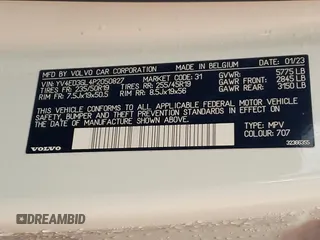 MFD BY VOLVO CAR CORPORATION MADE IN BELGIUM DATE: 01/23
VIN: YV4ED3GL4P2050827 MARKET CODE: 31 GVWR: 5775 LB
FR TIRES: 235/50R19 RR TIRES: 255/45R19 GAWR FRONT 2845 LB
RIM FR: 7.5Jx19x50.5 RIM RR: 8.5Jx19x56 GAWR REAR 3150 LB
THIS VEHICLE CONFORMS TO ALL APPLICABLE FEDERAL MOTOR VEHICLE
SAFETY, BUMPER AND THEFT PREVENTION STANDARDS IN EFFECT ON
THE DATE OF MANUFACTURE SHOWN ABOVE.
TYPE: MPV
COLOUR: 707
VOLVO
32386355
DREAMBID